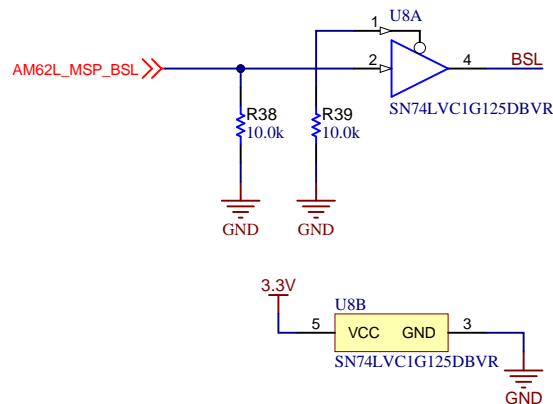 U8A
1
AM62L_MSP_BSL
2
4
BSL
SN74LVC1G125DBVR
R38
10.0k
R39
10.0k
GND
GND
3.3V
U8B
5
VCC
GND
3
SN74LVC1G125DBVR
GND